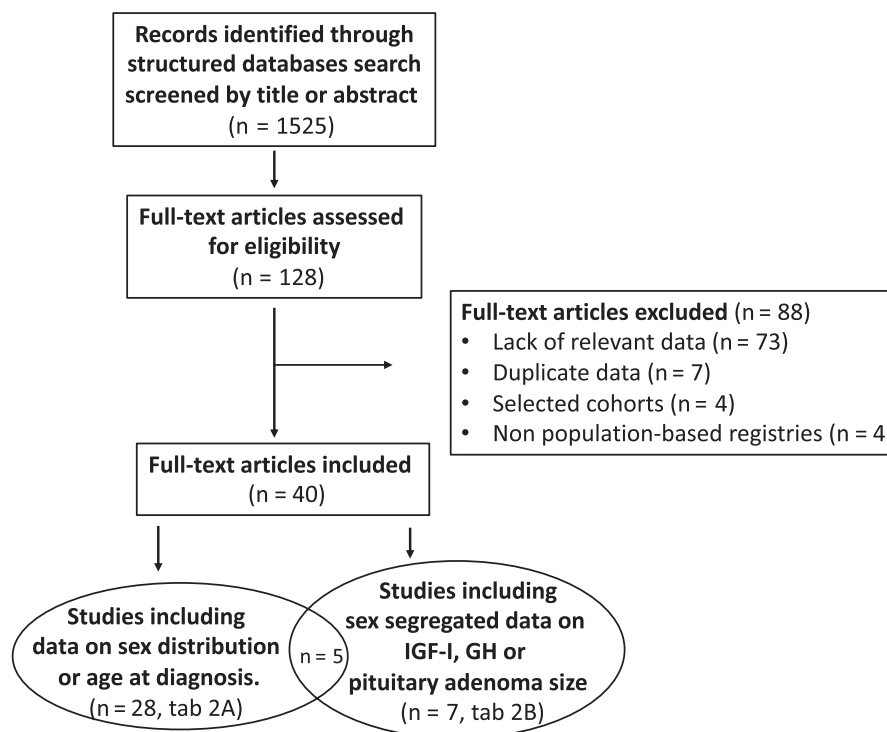 Records identified through
structured databases search
screened by title or abstract
(n = 1525)
Full-text articles assessed
for eligibility
(n = 128)
Full-text articles excluded (n = 88)
• Lack of relevant data (n = 73)
• Duplicate data (n = 7)
• Selected cohorts (n = 4)
• Non population-based registries (n = 4
Full-text articles included
(n = 40)
Studies including
data on sex distribution
or age at diagnosis.
(n = 28, tab 2A)
n = 5
Studies including
sex segregated data on
IGF-I, GH or
pituitary adenoma size
(n = 7, tab 2B)